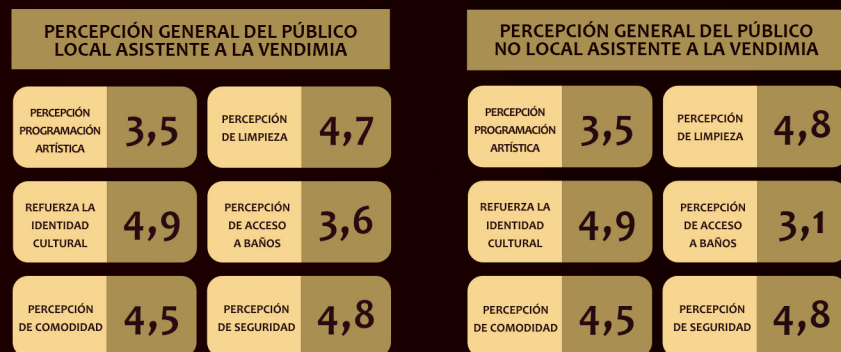 PERCEPCIÓN GENERAL DEL PÚBLICO
LOCAL ASISTENTE A LA VENDIMIA
PERCEPCIÓN
PROGRAMACIÓN
ARTÍSTICA
3,5
PERCEPCIÓN
DE LIMPIEZA
4,7
REFUERZA LA
IDENTIDAD
CULTURAL
4,9
PERCEPCIÓN
DE ACCESO
A BAÑOS
3,6
PERCEPCIÓN
DE COMODIDAD
4,5
PERCEPCIÓN
DE SEGURIDAD
4,8
PERCEPCIÓN GENERAL DEL PÚBLICO
NO LOCAL ASISTENTE A LA VENDIMIA
PERCEPCIÓN
PROGRAMACIÓN
ARTÍSTICA
3,5
PERCEPCIÓN
DE LIMPIEZA
4,8
REFUERZA LA
IDENTIDAD
CULTURAL
4,9
PERCEPCIÓN
DE ACCESO
A BAÑOS
3,1
PERCEPCIÓN
DE COMODIDAD
4,5
PERCEPCIÓN
DE SEGURIDAD
4,8